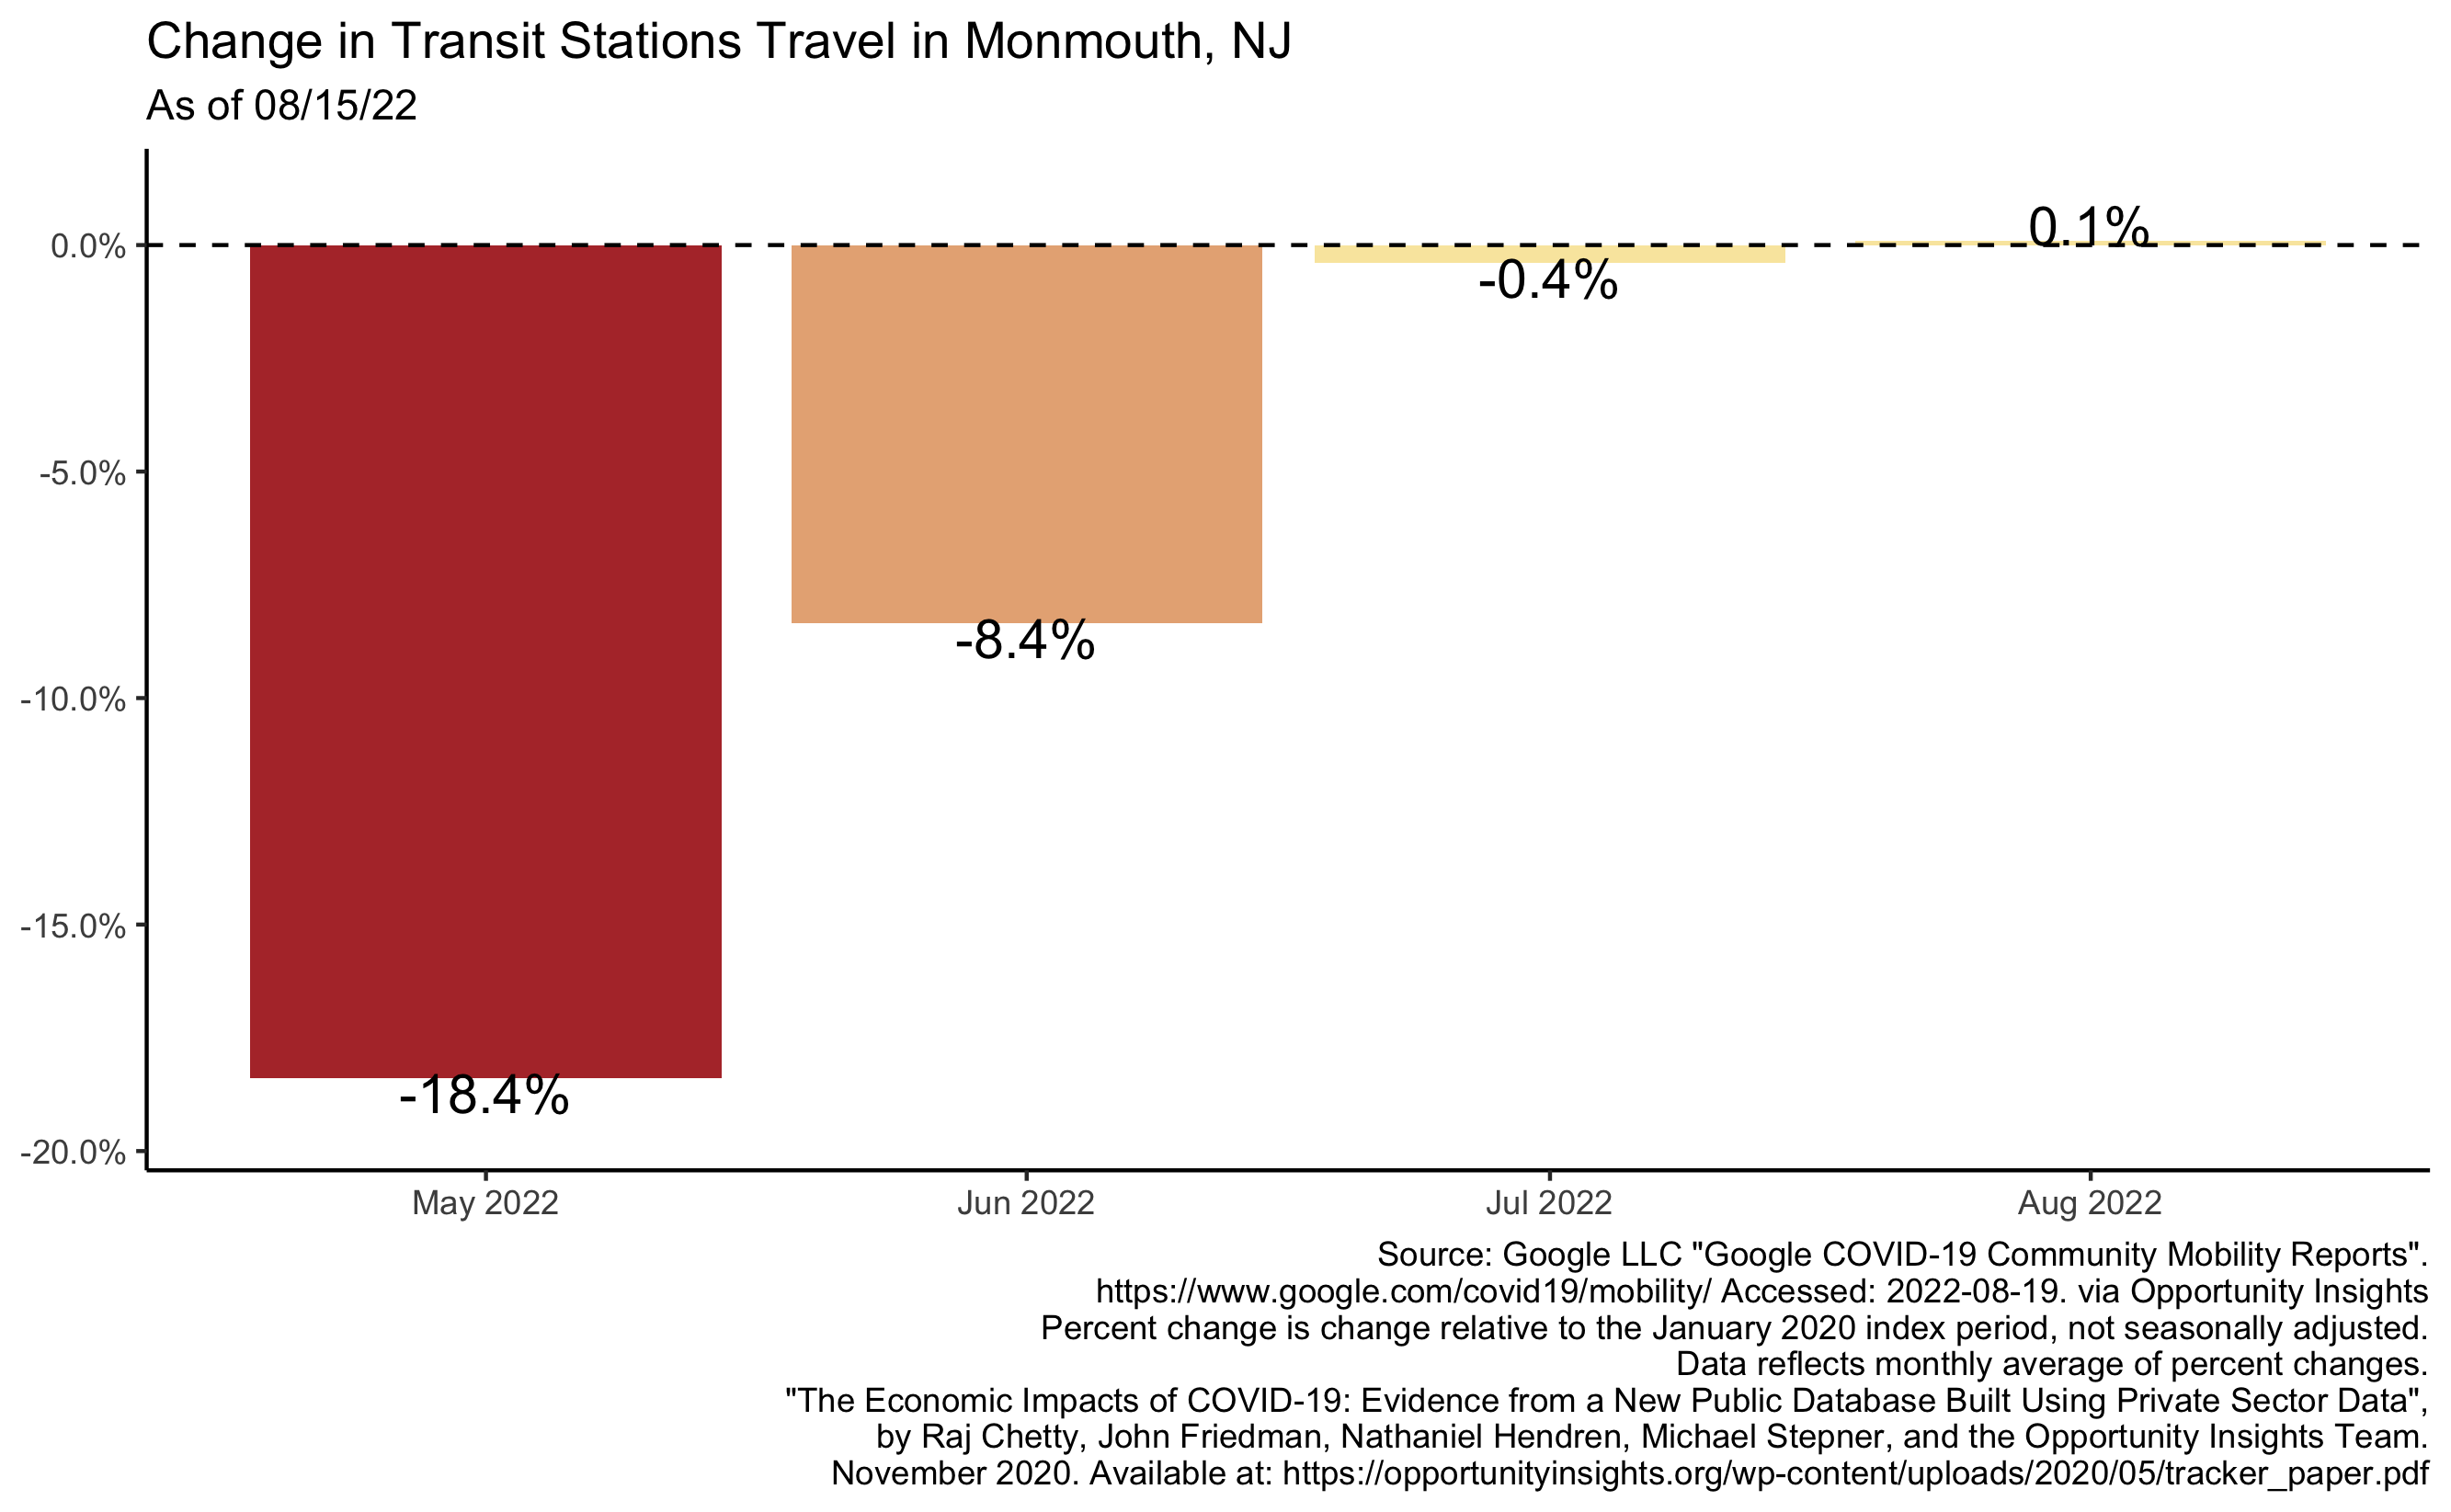 Change in Transit Stations Travel in Monmouth, NJ
As of 08/15/22
0.0%
-5.0%
-10.0%
-15.0%
-20.0%
-18.4%
-8.4%
-0.4%
0.1%
May 2022
Jun 2022
Jul 2022
Aug 2022
Source: Google LLC "Google COVID-19 Community Mobility Reports".
https://www.google.com/covid19/mobility/ Accessed: 2022-08-19. via Opportunity Insights
Percent change is change relative to the January 2020 index period, not seasonally adjusted.
Data reflects monthly average of percent changes.
"The Economic Impacts of COVID-19: Evidence from a New Public Database Built Using Private Sector Data",
by Raj Chetty, John Friedman, Nathaniel Hendren, Michael Stepner, and the Opportunity Insights Team.
November 2020. Available at: https://opportunityinsights.org/wp-content/uploads/2020/05/tracker_paper.pdf